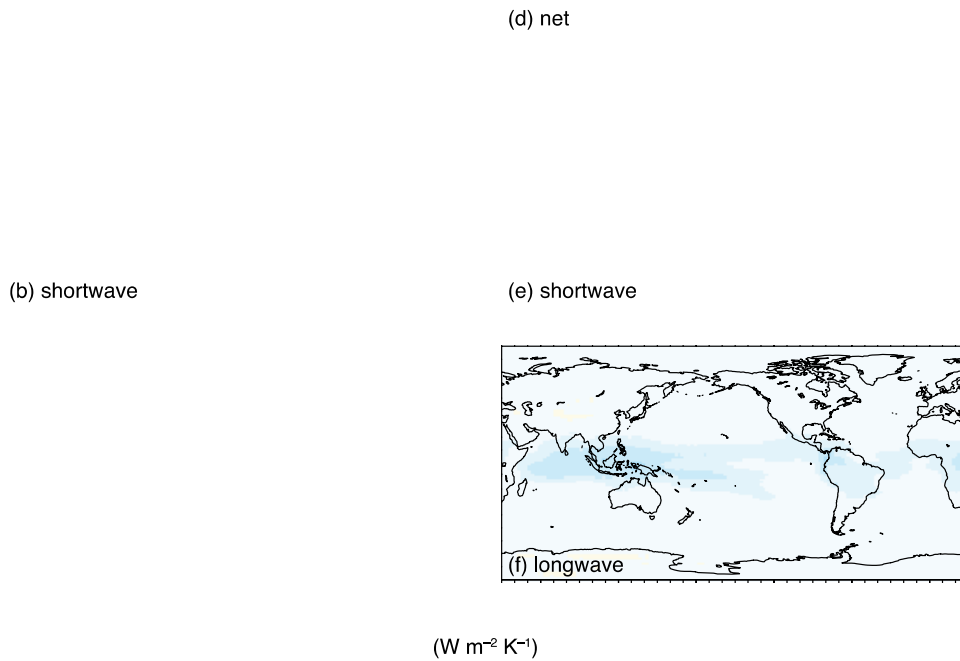 (d) net
(b) shortwave
(e) shortwave
(f) longwave
(W m⁻² K⁻¹)